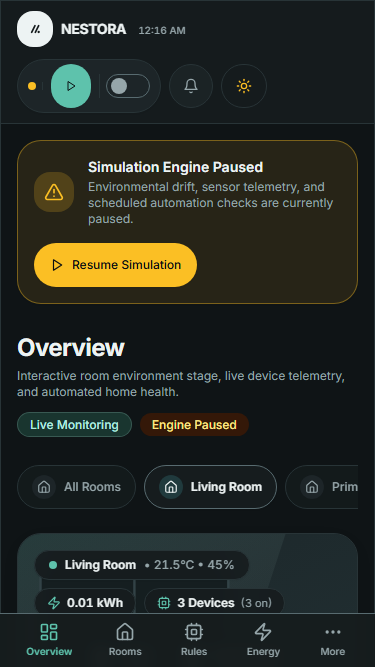 NESTORA 12:16 AM
Simulation Engine Paused
Environmental drift, sensor telemetry, and
scheduled automation checks are currently
paused.
Resume Simulation
Overview
Interactive room environment stage, live device telemetry,
and automated home health.
Live Monitoring Engine Paused
All Rooms Living Room Prim
Living Room • 21.5°C • 45%
0.01 kWh 3 Devices (3 on)
Overview Rooms Rules Energy More